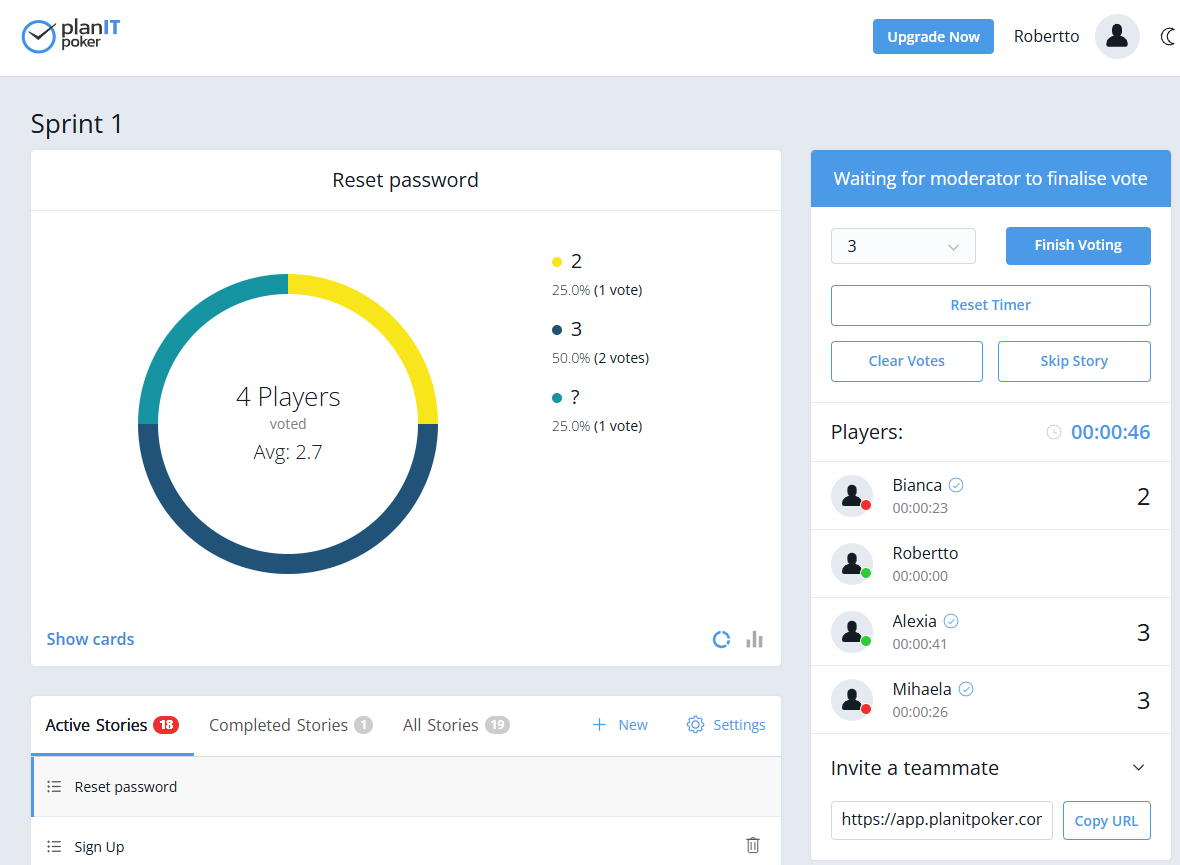 planIT
poker
Upgrade Now
Robertto
Sprint 1
Reset password
2
25.0% (1 vote)
3
50.0% (2 votes)
?
25.0% (1 vote)
4 Players
voted
Avg: 2.7
Show cards
Waiting for moderator to finalise vote
3
Finish Voting
Reset Timer
Clear Votes
Skip Story
Players:
00:00:46
Bianca
00:00:23
2
Robertto
00:00:00
Alexia
00:00:41
3
Mihaela
00:00:26
3
Invite a teammate
https://app.planitpoker.cor
Copy URL
Active Stories 18
Completed Stories 1
All Stories 19
+ New
Settings
Reset password
Sign Up